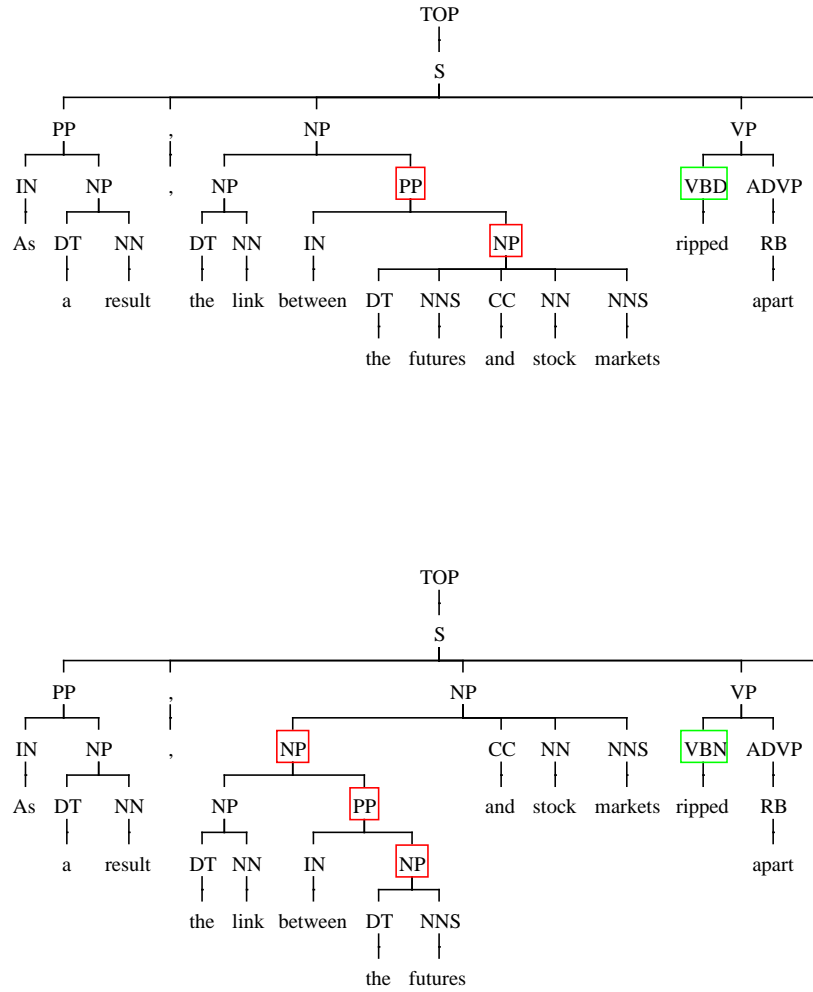 TOP
S
PP , NP VP
IN NP , NP PP VBD ADVP
As DT NN DT NN IN NP ripped RB
a result the link between DT NNS CC NN NNS apart
the futures and stock markets
TOP
S
PP , NP VP
IN NP , NP CC NN NNS VBN ADVP
As DT NN NP PP and stock markets ripped RB
a result DT NN IN NP apart
the link between DT NNS
the futures